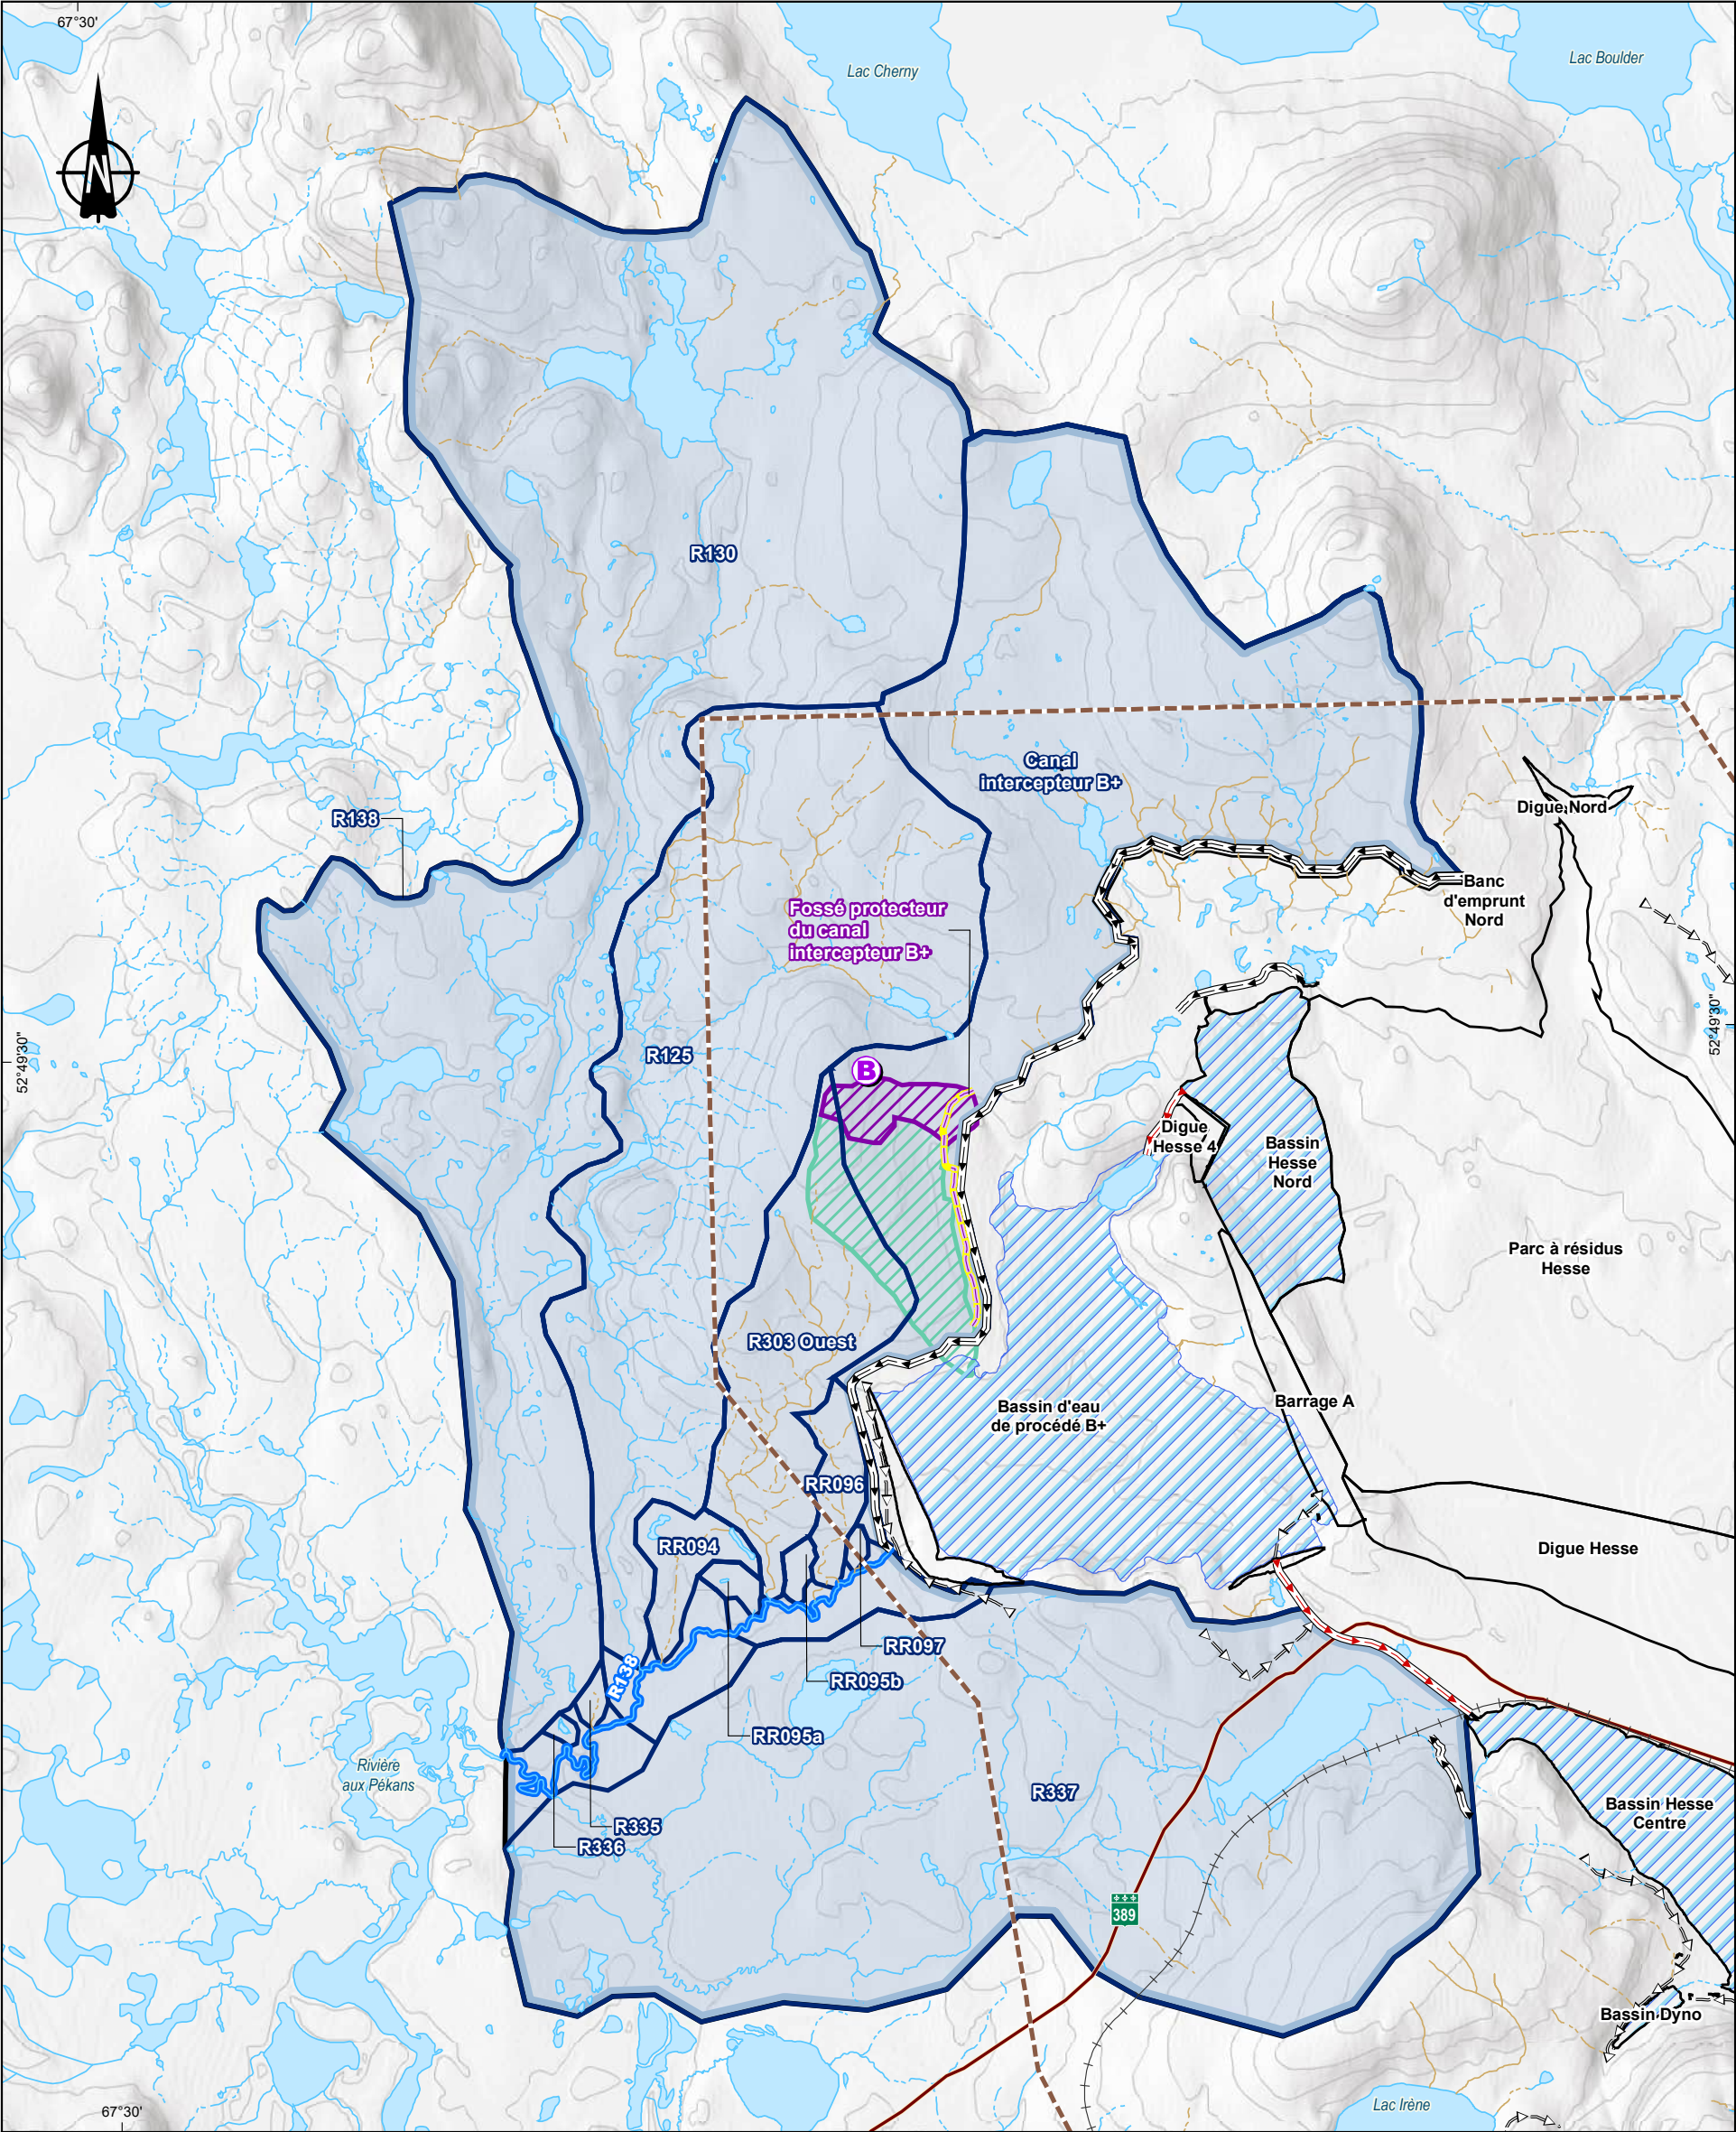 67°30'
Lac Cherny
Lac Boulder
N
R130
Canal
intercepteur B+
Digue Nord
R138
Banc
d'emprunt
Nord
Fossé protecteur
du canal
intercepteur B+
52°49'30"
52°49'30"
R125
B
Digue
Hesse 4
Bassin
Hesse
Nord
Parc à résidus
Hesse
R303 Ouest
Barrage A
Bassin d'eau
de procédé B+
RR096
RR094
Digue Hesse
RR097
R138
RR095b
RR095a
Rivière
aux Pékans
R337
Bassin Hesse
Centre
R335
R336
389
Bassin Dyno
Lac Irène
67°30'